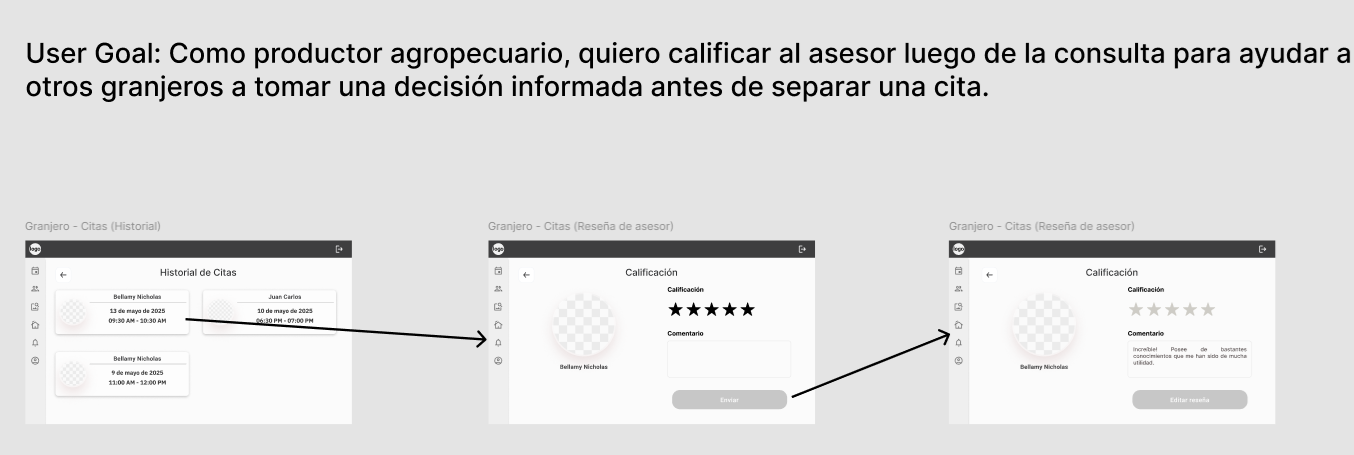 User Goal: Como productor agropecuario, quiero calificar al asesor luego de la consulta para ayudar a
otros granjeros a tomar una decisión informada antes de separar una cita.
Granjero - Citas (Historial)
logo
Historial de Citas
Bellamy Nicholas
13 de mayo de 2025
09:30 AM - 10:30 AM
Juan Carlos
10 de mayo de 2025
06:30 PM - 07:00 PM
Bellamy Nicholas
9 de mayo de 2025
11:00 AM - 12:00 PM
Granjero - Citas (Reseña de asesor)
logo
Calificación
Calificación
Comentario
Bellamy Nicholas
Enviar
Granjero - Citas (Reseña de asesor)
logo
Calificación
Calificación
Comentario
Increíble! Posee de bastantes
conocimientos que me han sido de mucha
utilidad.
Bellamy Nicholas
Editar reseña